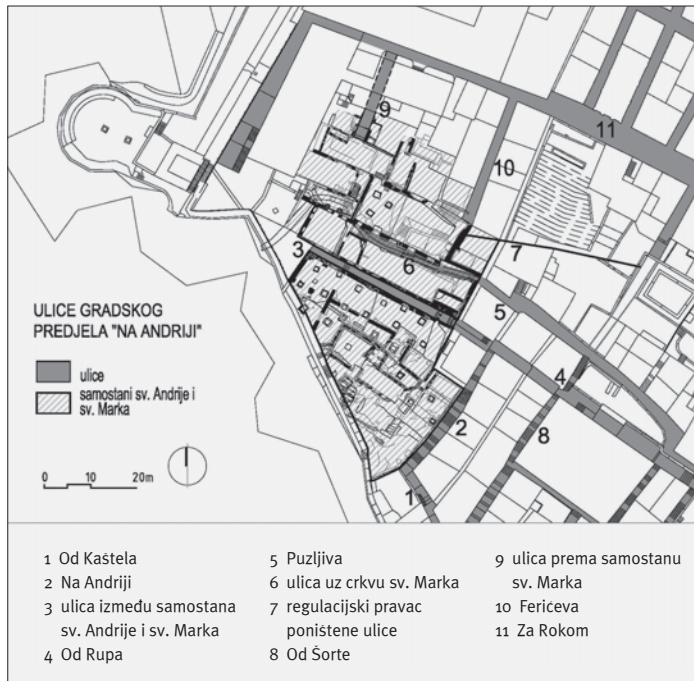 9
11
10
3
6
7
5
ULICE GRADSKOG
PREDJELA "NA ANDRIJI"
ulice
samostani sv. Andrije i
sv. Marka
4
2
8
0 10 20m
1
1 Od Kaštela
2 Na Andriji
3 ulica između samostana
sv. Andrije i sv. Marka
4 Od Rupa
5 Puzljiva
6 ulica uz crkvu sv. Marka
7 regulacijski pravac
poništene ulice
8 Od Šorte
9 ulica prema samostanu
sv. Marka
10 Ferićeva
11 Za Rokom